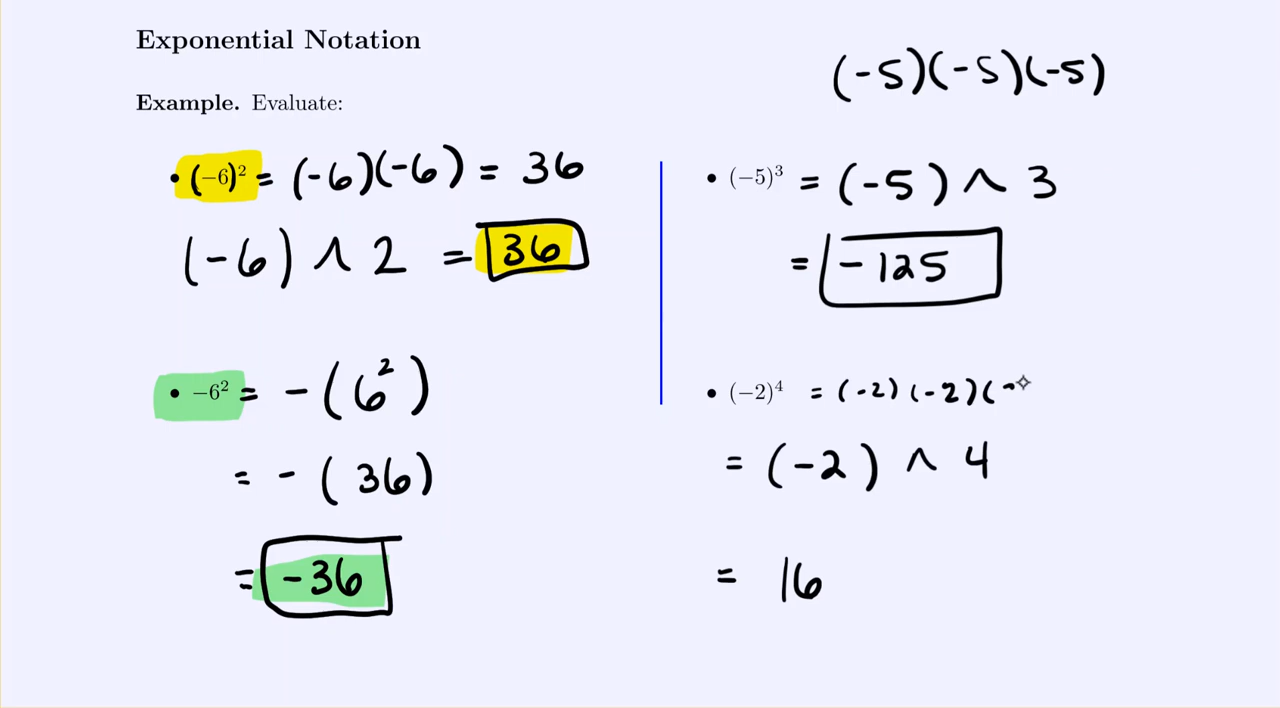 Exponential Notation
Example. Evaluate:
• (−6)² = (-6)(-6) = 36
(-6) ^ 2 = 36
• −6² = -(6²)
= -(36)
= -36
(-5)(-5)(-5)
• (−5)³ = (-5) ^ 3
= -125
• (−2)⁴ = (-2)(-2)(-
= (-2) ^ 4
= 16